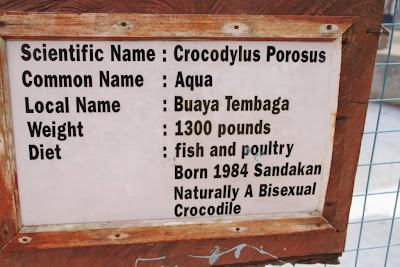 Scientific Name : Crocodylus Porosus
Common Name : Aqua
Local Name : Buaya Tembaga
Weight : 1300 pounds
Diet : fish and poultry
Born 1984 Sandakan
Naturally A Bisexual
Crocodile